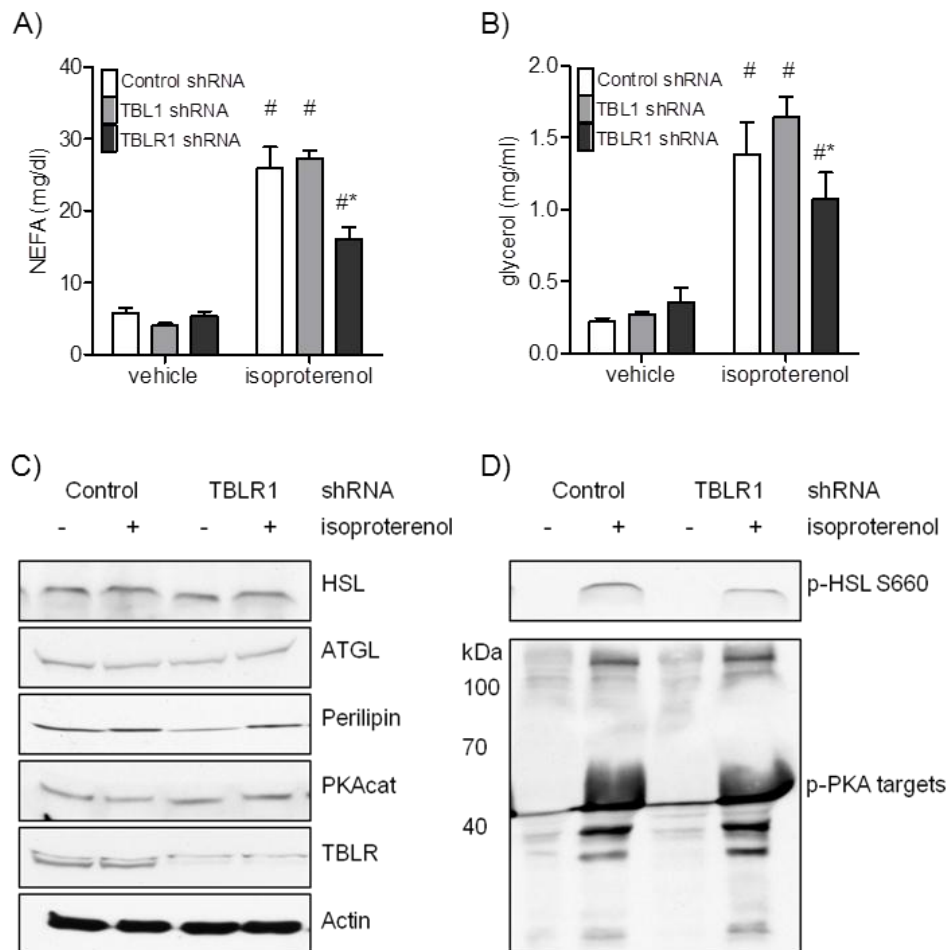 A)
40
30
20
10
0
NEFA (mg/dl)
Control shRNA
TBL1 shRNA
TBLR1 shRNA
# #
#*
vehicle isoproterenol
B)
2.0
1.5
1.0
0.5
0.0
glycerol (mg/ml)
Control shRNA
TBL1 shRNA
TBLR1 shRNA
# #
#*
vehicle isoproterenol
C)
Control TBLR1 shRNA
- + - + isoproterenol
HSL
ATGL
Perilipin
PKAcat
TBLR
Actin
D)
Control TBLR1 shRNA
- + - + isoproterenol
p-HSL S660
kDa
100
70
40
p-PKA targets